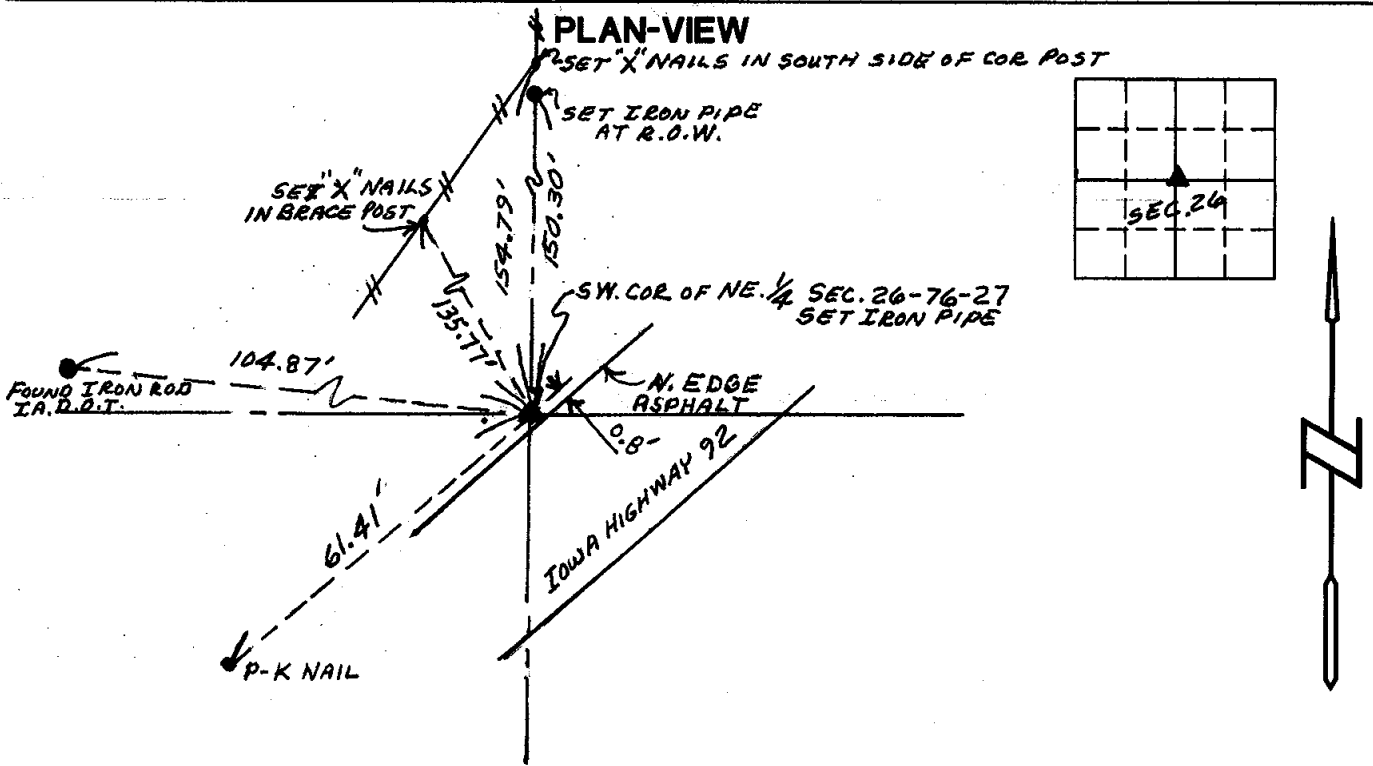 PLAN-VIEW
SET "X" NAILS IN SOUTH SIDE OF COR POST
SET IRON PIPE
AT R.O.W.
SET "X" NAILS
IN BRACE POST
154.79'
150.30'
135.77'
SEC. 26
S.W. COR OF NE. 1/4 SEC. 26-76-27
SET IRON PIPE
104.87'
FOUND IRON ROD
IA. D.O.T.
N. EDGE
ASPHALT
0.8-
IOWA HIGHWAY 92
61.41'
P-K NAIL
N